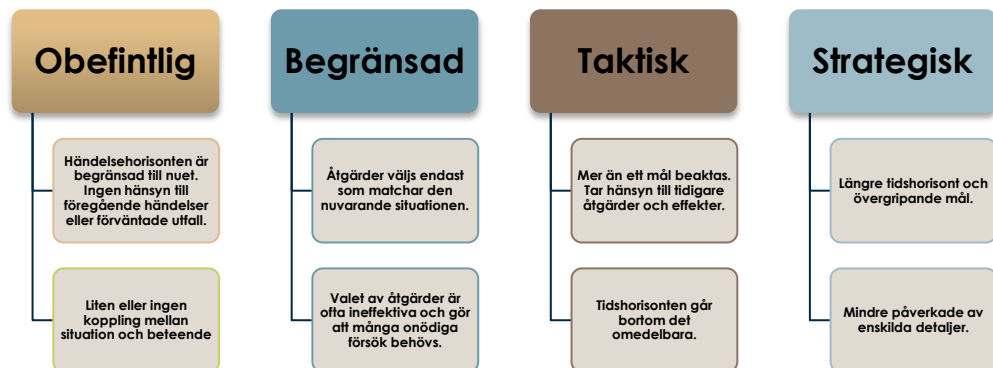 Obefintlig
Händelsehorisonten är
begränsad till nuet.
Ingen hänsyn till
föregående händelser
eller förväntade utfall.
Liten eller ingen
koppling mellan
situation och beteende
Begränsad
Åtgärder väljs endast
som matchar den
nuvarande situationen.
Valet av åtgärder är
ofta ineffektiva och gör
att många onödiga
försök behövs.
Taktisk
Mer än ett mål beaktas.
Tar hänsyn till tidigare
åtgärder och effekter.
Tidshorisonten går
bortom det
omedelbara.
Strategisk
Längre tidshorisont och
övergripande mål.
Mindre påverkade av
enskilda detaljer.